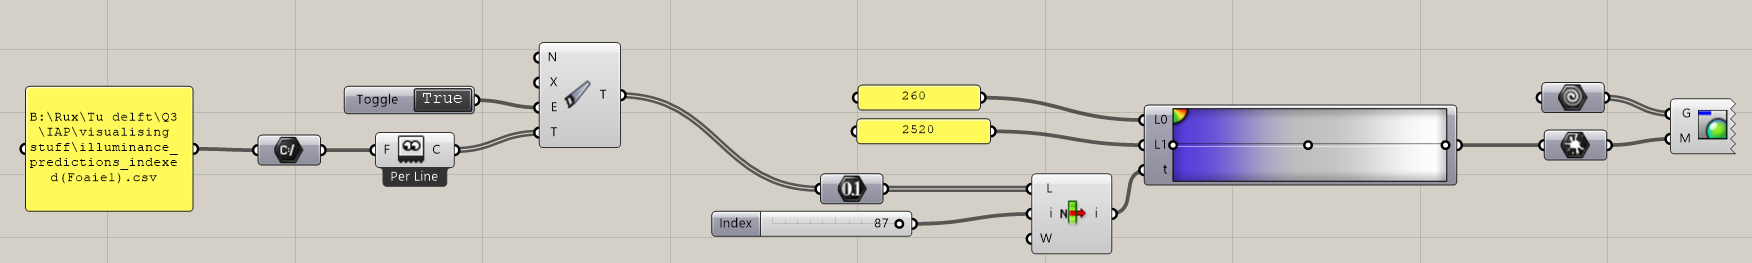 B:\Rux\Tu delft\Q3
\IAP\visualising
stuff\illuminance_
predictions_indexe
d(Foaiel).csv
C:/
F
C
Per Line
Toggle
True
N
X
E
T
T
0.1
Index
87
L
i
N
i
W
260
2520
L0
L1
t
G
M